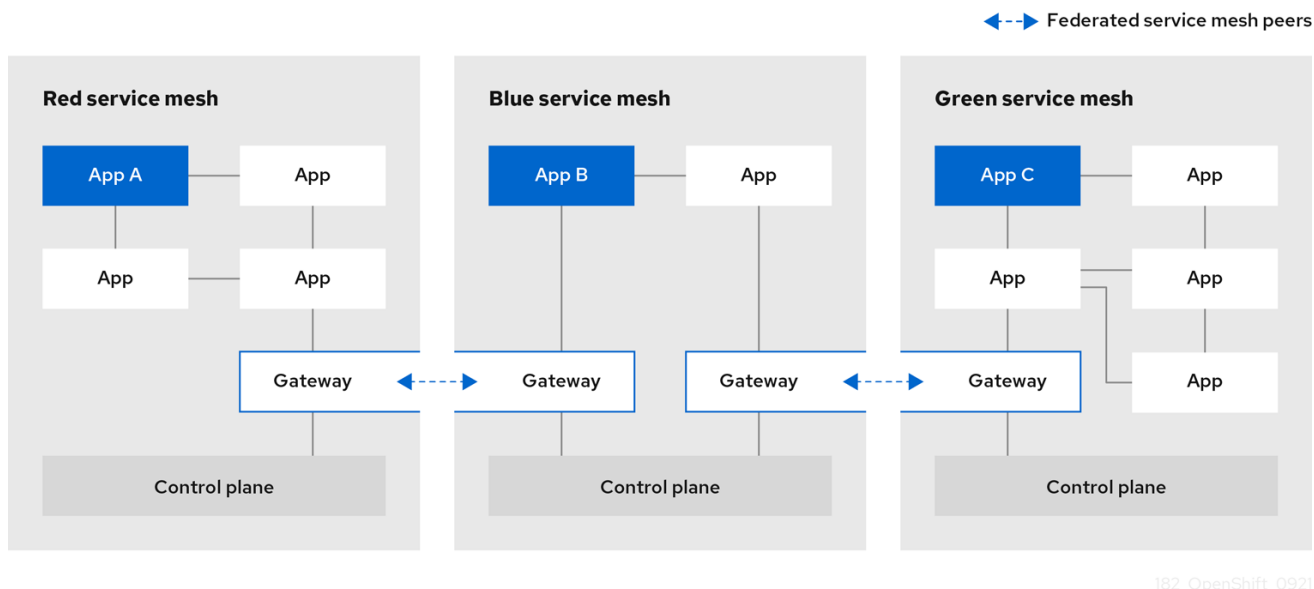 Federated service mesh peers
Red service mesh
App A
App
App
App
Gateway
Control plane
Blue service mesh
App B
App
Gateway
Gateway
Control plane
Green service mesh
App C
App
App
App
App
Gateway
Control plane
182_OpenShift_0921